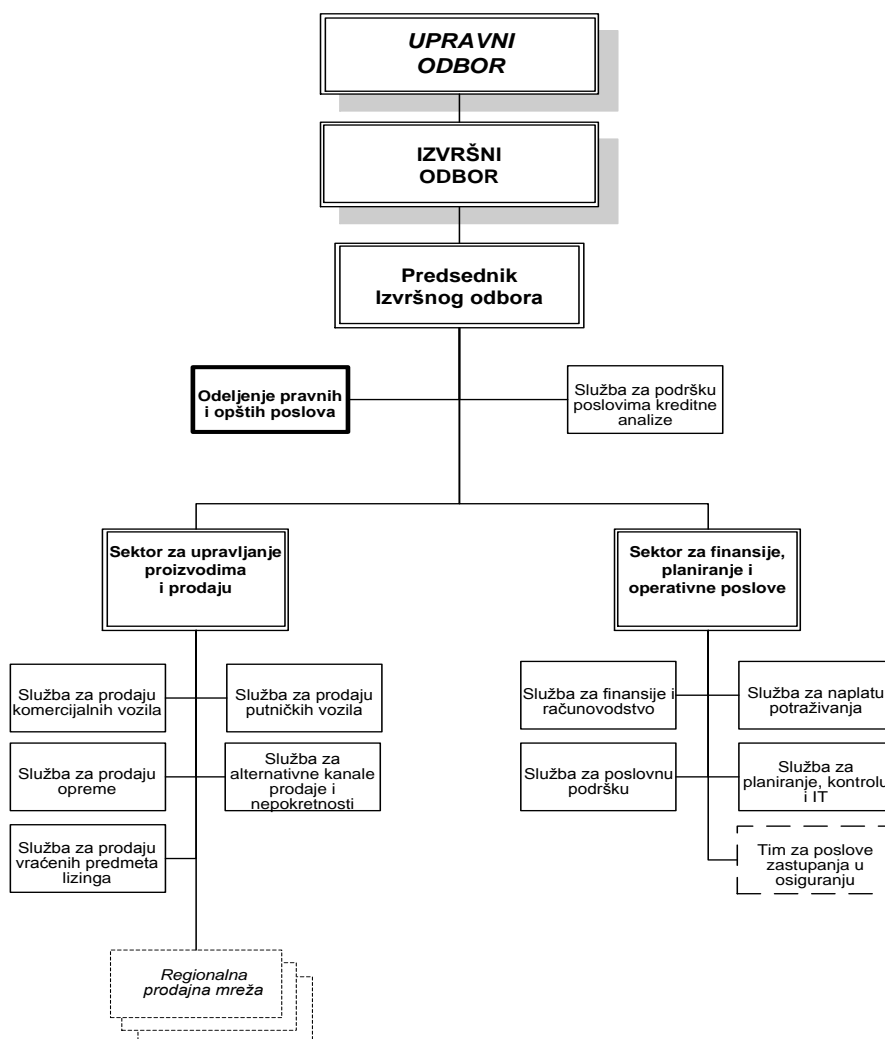 UPRAVNI
ODBOR
IZVRŠNI
ODBOR
Predsednik
Izvršnog odbora
Odeljenje pravnih
i opštih poslova
Služba za podršku
poslovima kreditne
analize
Sektor za upravljanje
proizvodima
i prodaju
Sektor za finansije,
planiranje i
operativne poslove
Služba za prodaju
komercijalnih vozila
Služba za prodaju
putničkih vozila
Služba za finansije i
računovodstvo
Služba za naplatu
potraživanja
Služba za prodaju
opreme
Služba za
alternativne kanale
prodaje i
nepokretnosti
Služba za poslovnu
podršku
Služba za
planiranje, kontrolu
i IT
Služba za prodaju
vraćenih predmeta
lizinga
Tim za poslove
zastupanja u
osiguranju
Regionalna
prodajna mreža